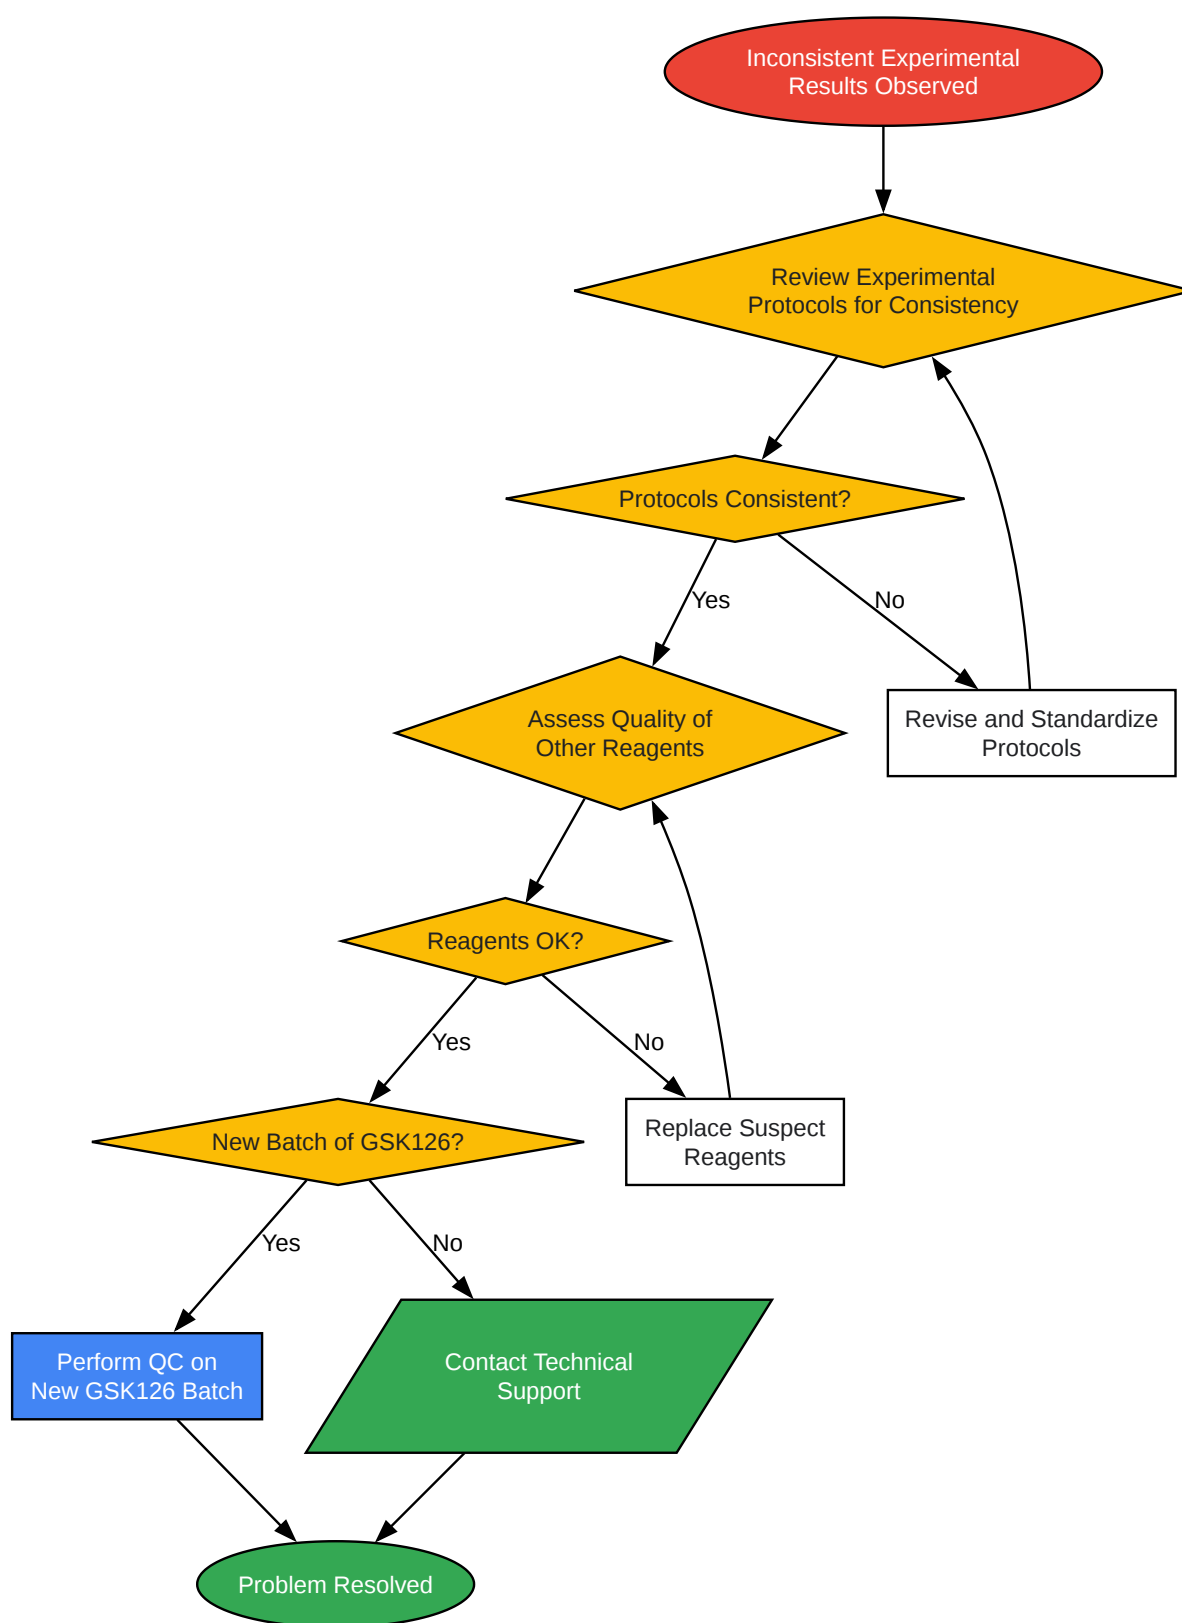 Inconsistent Experimental
Results Observed
Review Experimental
Protocols for Consistency
Protocols Consistent?
Yes
No
Assess Quality of
Other Reagents
Revise and Standardize
Protocols
Reagents OK?
Yes
No
New Batch of GSK126?
Replace Suspect
Reagents
Yes
No
Perform QC on
New GSK126 Batch
Contact Technical
Support
Problem Resolved